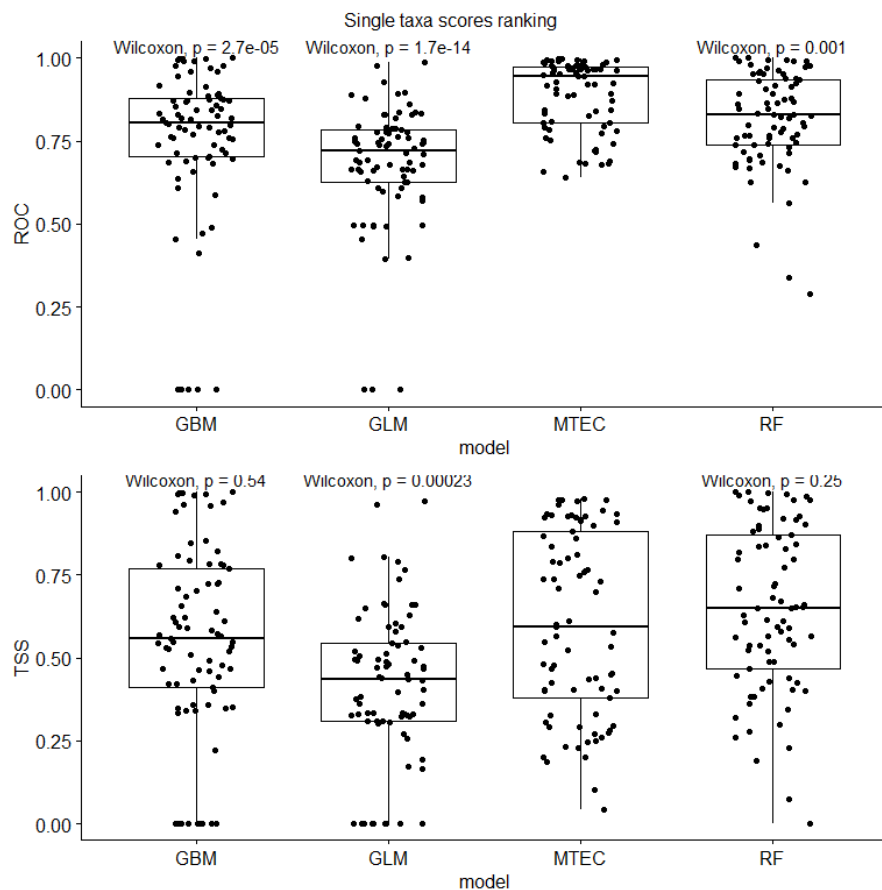 Single taxa scores ranking
Wilcoxon, p = 2.7e-05 Wilcoxon, p = 1.7e-14 Wilcoxon, p = 0.001
1.00
0.75
0.50
0.25
0.00
ROC
GBM GLM MTEC RF
model
Wilcoxon, p = 0.54 Wilcoxon, p = 0.00023 Wilcoxon, p = 0.25
1.00
0.75
0.50
0.25
0.00
TSS
GBM GLM MTEC RF
model